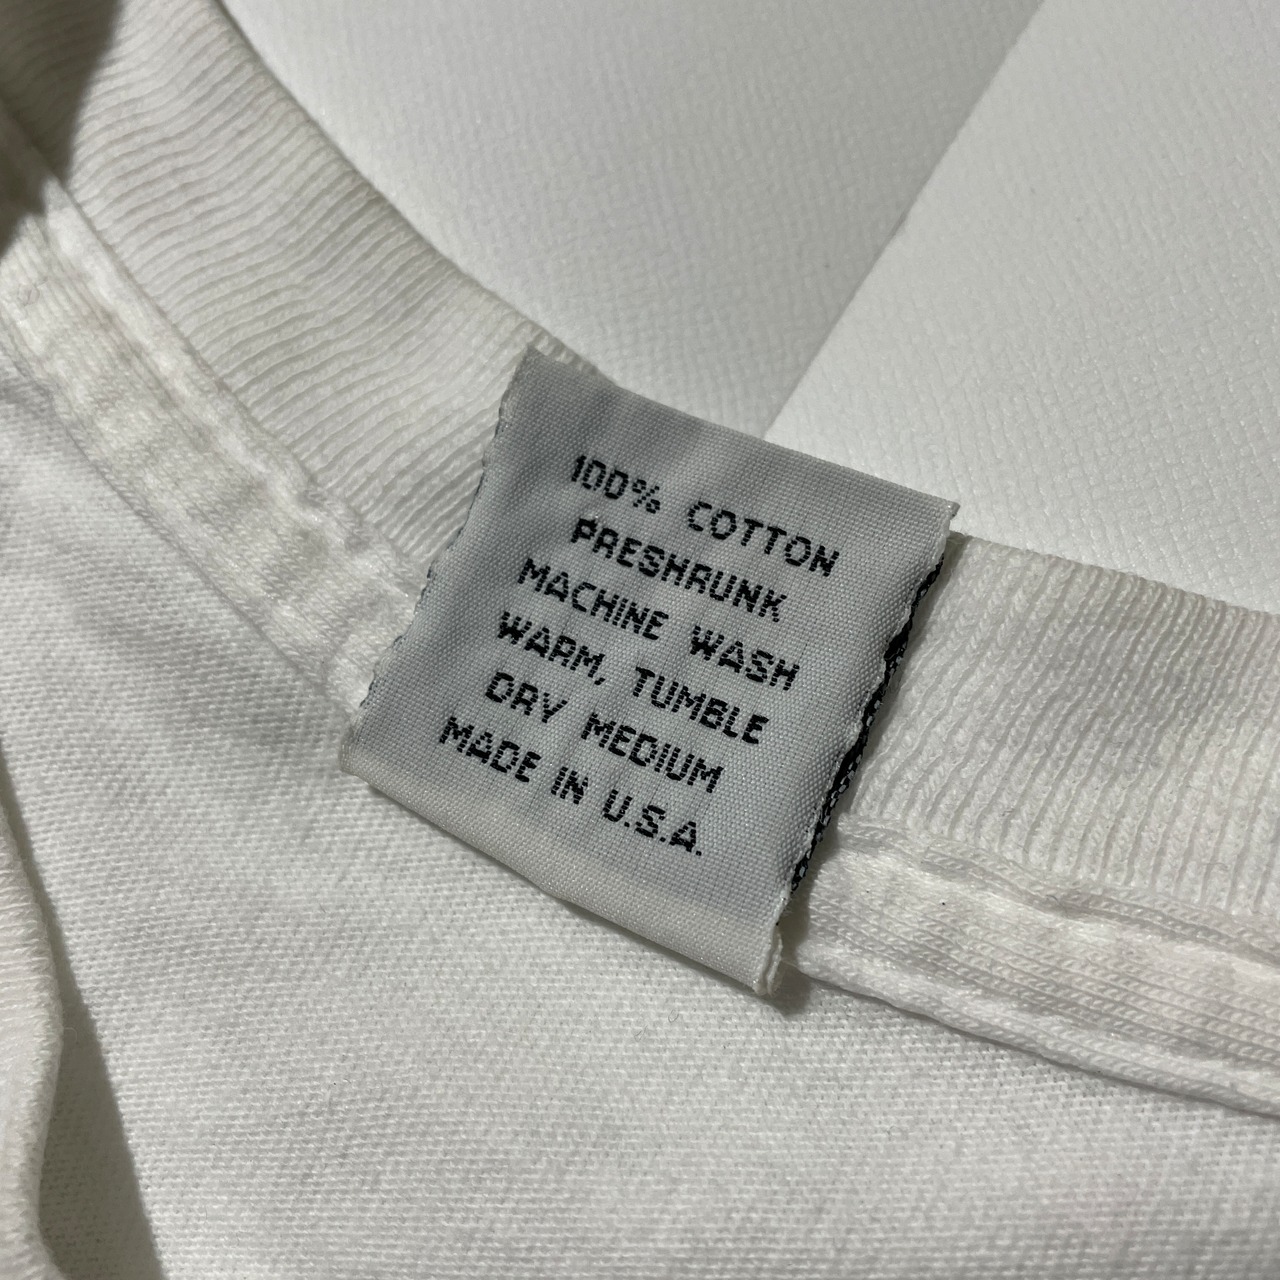 100% COTTON
PRESHRUNK
MACHINE WASH
WARM, TUMBLE
DRY MEDIUM
MADE IN U.S.A.